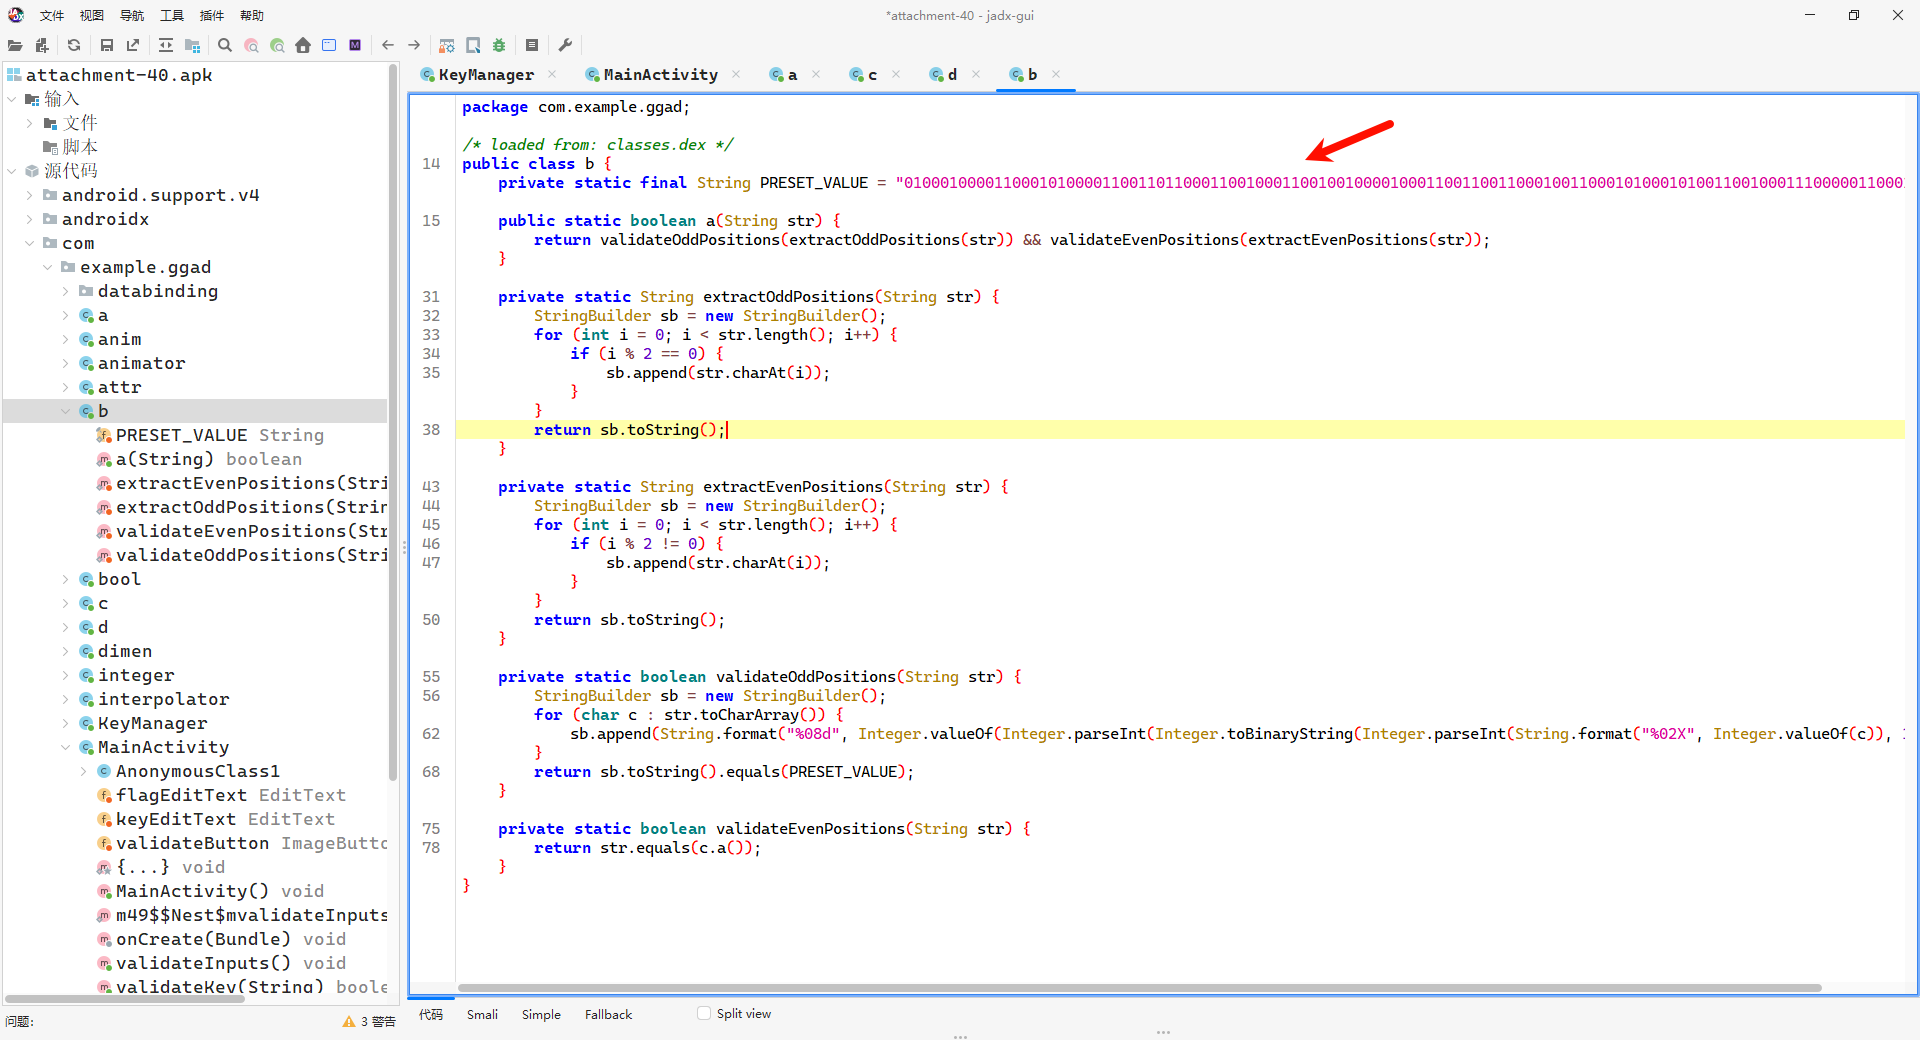 *attachment-40 - jadx-gui
文件 视图 导航 工具 插件 帮助
attachment-40.apk
输入
文件
脚本
源代码
android.support.v4
androidx
com
example.ggad
databinding
a
anim
animator
attr
b
PRESET_VALUE String
a(String) boolean
extractEvenPositions(Stri
extractOddPositions(Strin
validateEvenPositions(Str
validateOddPositions(Stri
bool
c
d
dimen
integer
interpolator
KeyManager
MainActivity
AnonymousClass1
flagEditText EditText
keyEditText EditText
validateButton ImageButto
{...} void
MainActivity() void
m49$$Nest$mvalidateInputs
onCreate(Bundle) void
validateInputs() void
validateKey(String) boole
问题:
3 警告
KeyManager MainActivity a c d b
package com.example.ggad;
/* loaded from: classes.dex */
14 public class b {
private static final String PRESET_VALUE = "
15 public static boolean a(String str) {
return validateOddPositions(extractOddPositions(str)) && validateEvenPositions(extractEvenPositions(str));
}
31 private static String extractOddPositions(String str) {
32 StringBuilder sb = new StringBuilder();
33 for (int i = 0; i < str.length(); i++) {
34 if (i % 2 == 0) {
35 sb.append(str.charAt(i));
}
}
38 return sb.toString();
}
43 private static String extractEvenPositions(String str) {
44 StringBuilder sb = new StringBuilder();
45 for (int i = 0; i < str.length(); i++) {
46 if (i % 2 != 0) {
47 sb.append(str.charAt(i));
}
}
50 return sb.toString();
}
55 private static boolean validateOddPositions(String str) {
56 StringBuilder sb = new StringBuilder();
for (char c : str.toCharArray()) {
62 sb.append(String.format("%08d", Integer.valueOf(Integer.parseInt(Integer.toBinaryString(Integer.parseInt(String.format("%02X", Integer.valueOf(c)),
}
68 return sb.toString().equals(PRESET_VALUE);
}
75 private static boolean validateEvenPositions(String str) {
78 return str.equals(c.a());
}
}
代码 Smali Simple Fallback Split view